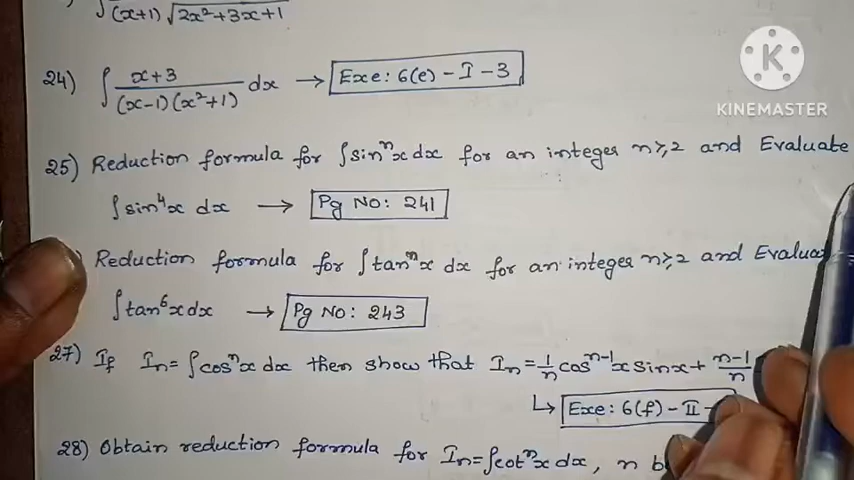 ∫ (x+1) √2x²+3x+1
24) ∫ x+3 / (x-1)(x²+1) dx → Exe: 6(e) - I - 3
K
KINEMASTER
25) Reduction formula for ∫sinⁿx dx for an integer n≥2 and Evaluate
∫sin⁴x dx → Pg No: 241
Reduction formula for ∫tanⁿx dx for an integer n≥2 and
∫tan⁶x dx → Pg No: 243
27) If Iₙ = ∫cosⁿx dx then show that Iₙ = 1/n cosⁿ⁻¹x sinx + n-1/n
↳ Exe: 6(f) - II -
28) Obtain reduction formula for Iₙ = ∫cotⁿx dx, n